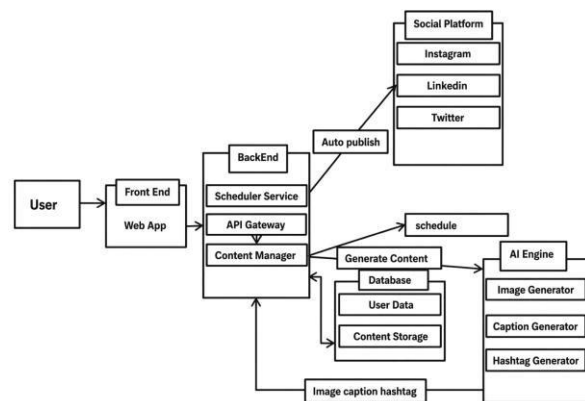 Social Platform
Instagram
Linkedin
Twitter
Auto publish
BackEnd
Scheduler Service
API Gateway
Content Manager
User
Front End
Web App
schedule
Generate Content
AI Engine
Image Generator
Caption Generator
Hashtag Generator
Database
User Data
Content Storage
Image caption hashtag